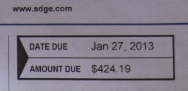 www.sdge.com
DATE DUE Jan 27, 2013
AMOUNT DUE $424.19